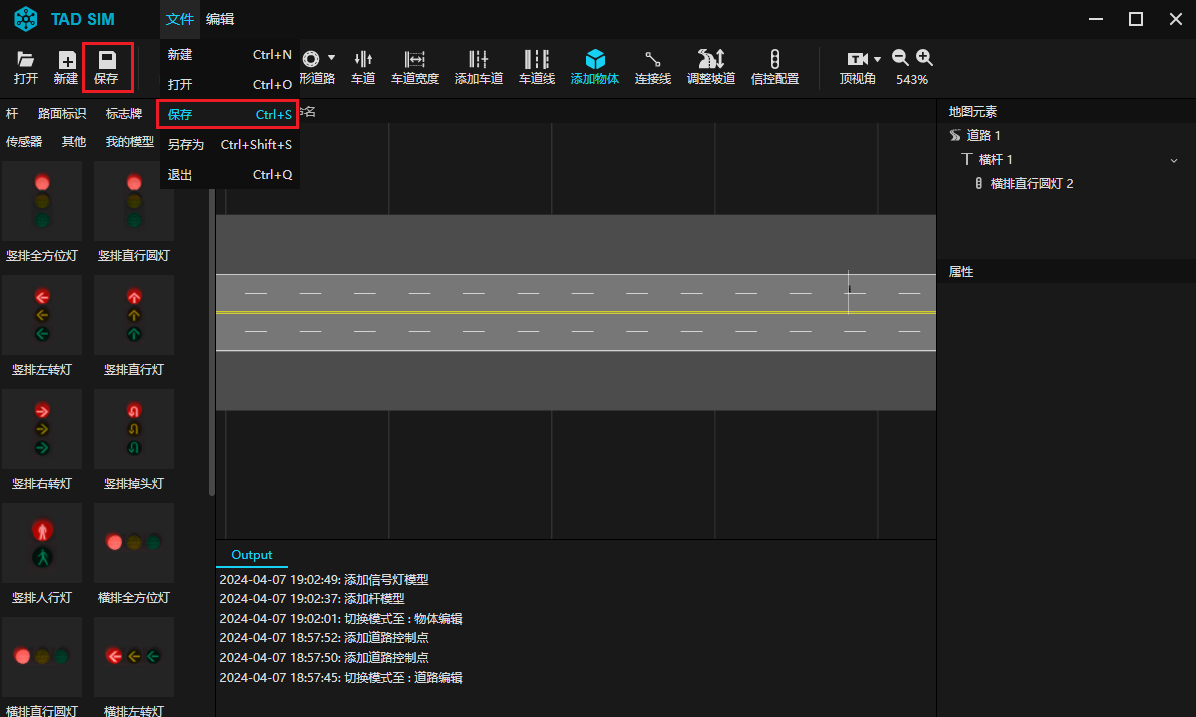 TAD SIM
文件 编辑
打开 新建 保存
新建 Ctrl+N
打开 Ctrl+O
保存 Ctrl+S
另存为 Ctrl+Shift+S
退出 Ctrl+Q
形道路 车道 车道宽度 添加车道 车道线 添加物体 连接线 调整坡道 信控配置 顶视角 543%
杆 路面标识 标志牌
传感器 其他 我的模型
名
竖排全方位灯 竖排直行圆灯
竖排左转灯 竖排直行灯
竖排右转灯 竖排掉头灯
竖排人行灯 横排全方位灯
横排直行圆灯 横排左转灯
地图元素
道路 1
横杆 1
横排直行圆灯 2
属性
Output
2024-04-07 19:02:49: 添加信号灯模型
2024-04-07 19:02:37: 添加杆模型
2024-04-07 19:02:01: 切换模式至 : 物体编辑
2024-04-07 18:57:52: 添加道路控制点
2024-04-07 18:57:50: 添加道路控制点
2024-04-07 18:57:45: 切换模式至 : 道路编辑